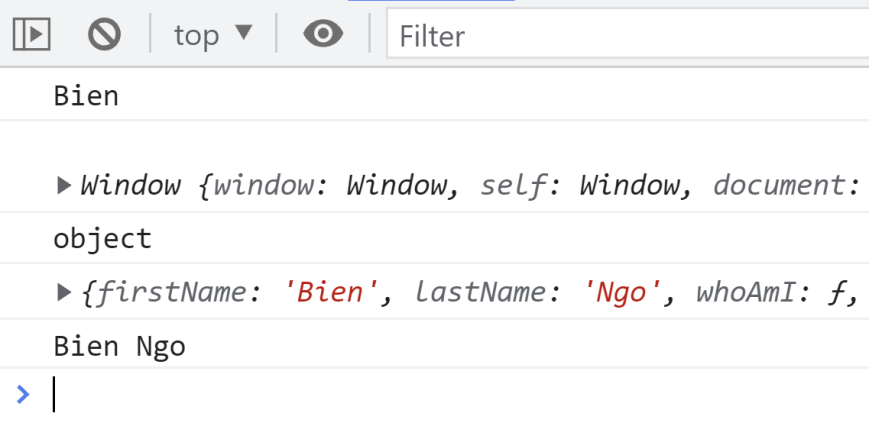 top Filter
Bien
Window {window: Window, self: Window, document:
object
{firstName: 'Bien', lastName: 'Ngo', whoAmI: ƒ,
Bien Ngo